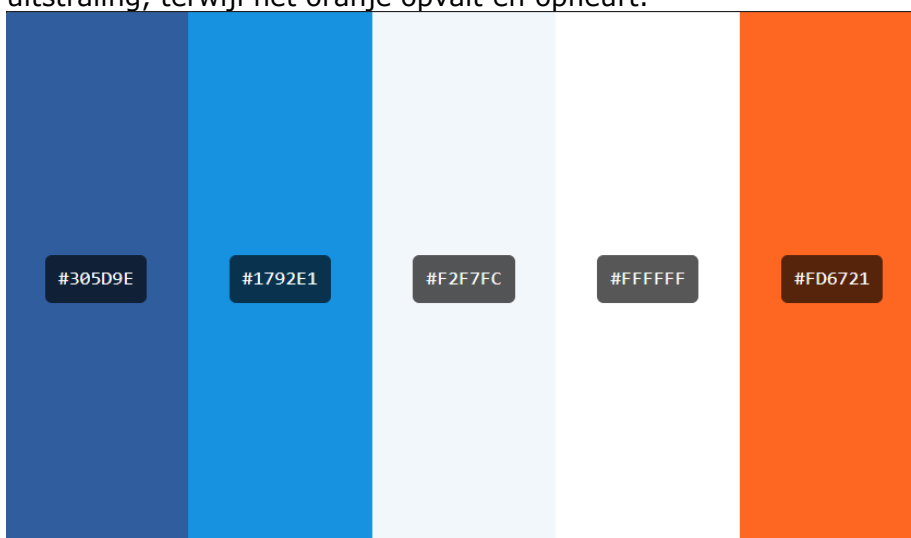 uitstraling, terwijl het oranje opvalt en opfleurt.
#305D9E #1792E1 #F2F7FC #FFFFFF #FD6721